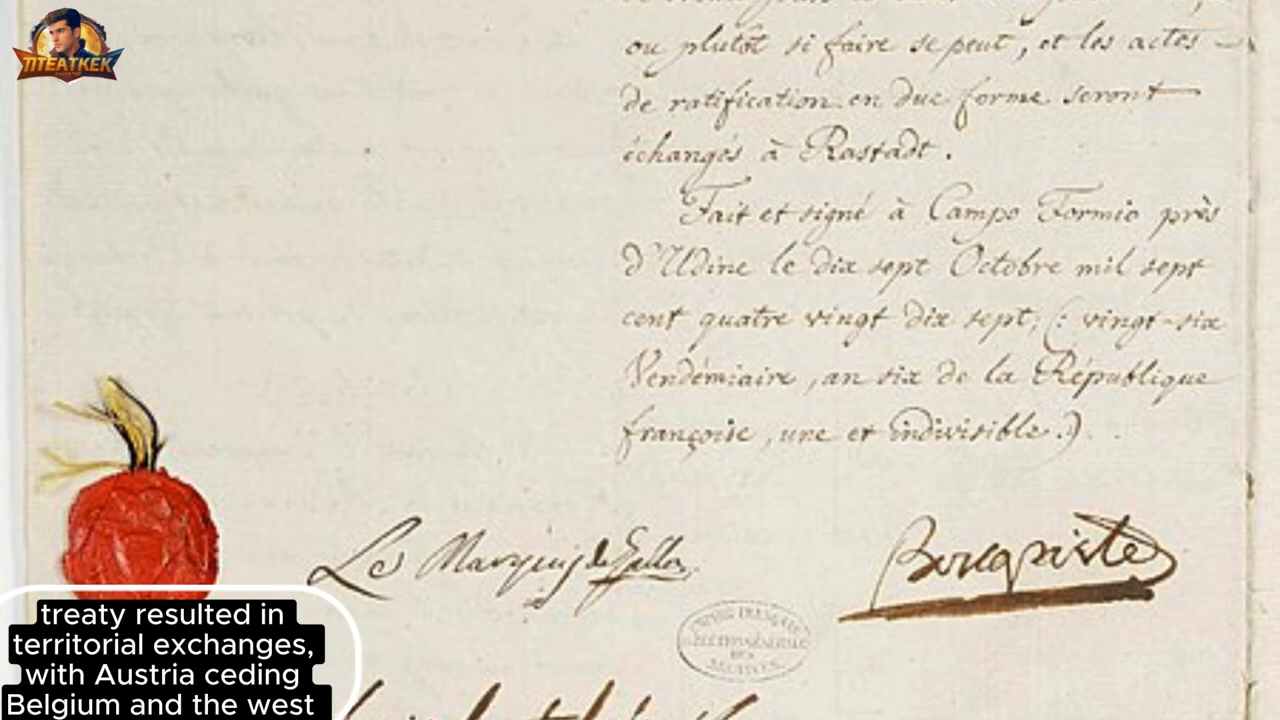 TITEATKEK
ou plutôt si faire se peut, et les actes
de ratification en due forme seront
échangés à Rastadt.
Fait et signé à Campo Formio près
d'Udine le dix sept Octobre mil sept
cent quatre vingt dix sept, (: vingt-six
Vendémiaire, an six de la République
françoise, une et indivisible.)
Le Marquis de Gallo
Bonaparte
treaty resulted in
territorial exchanges,
with Austria ceding
Belgium and the west